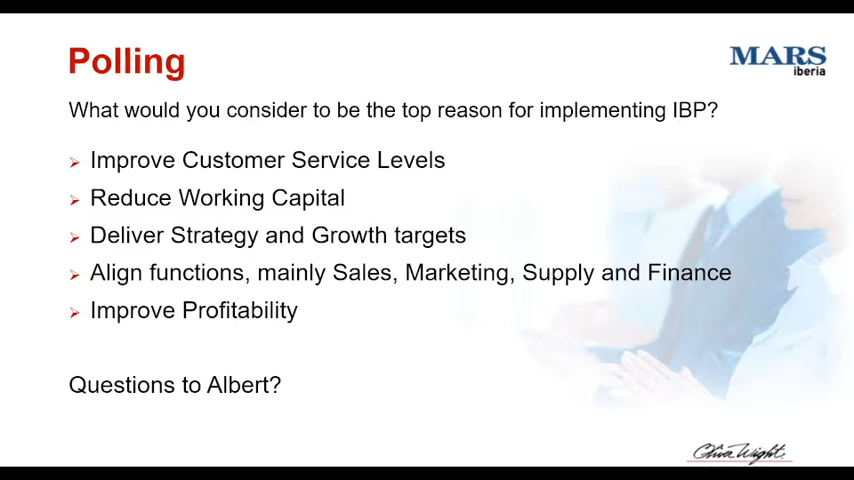 Polling
MARS
iberia
What would you consider to be the top reason for implementing IBP?
Improve Customer Service Levels
Reduce Working Capital
Deliver Strategy and Growth targets
Align functions, mainly Sales, Marketing, Supply and Finance
Improve Profitability
Questions to Albert?
Oliver Wight